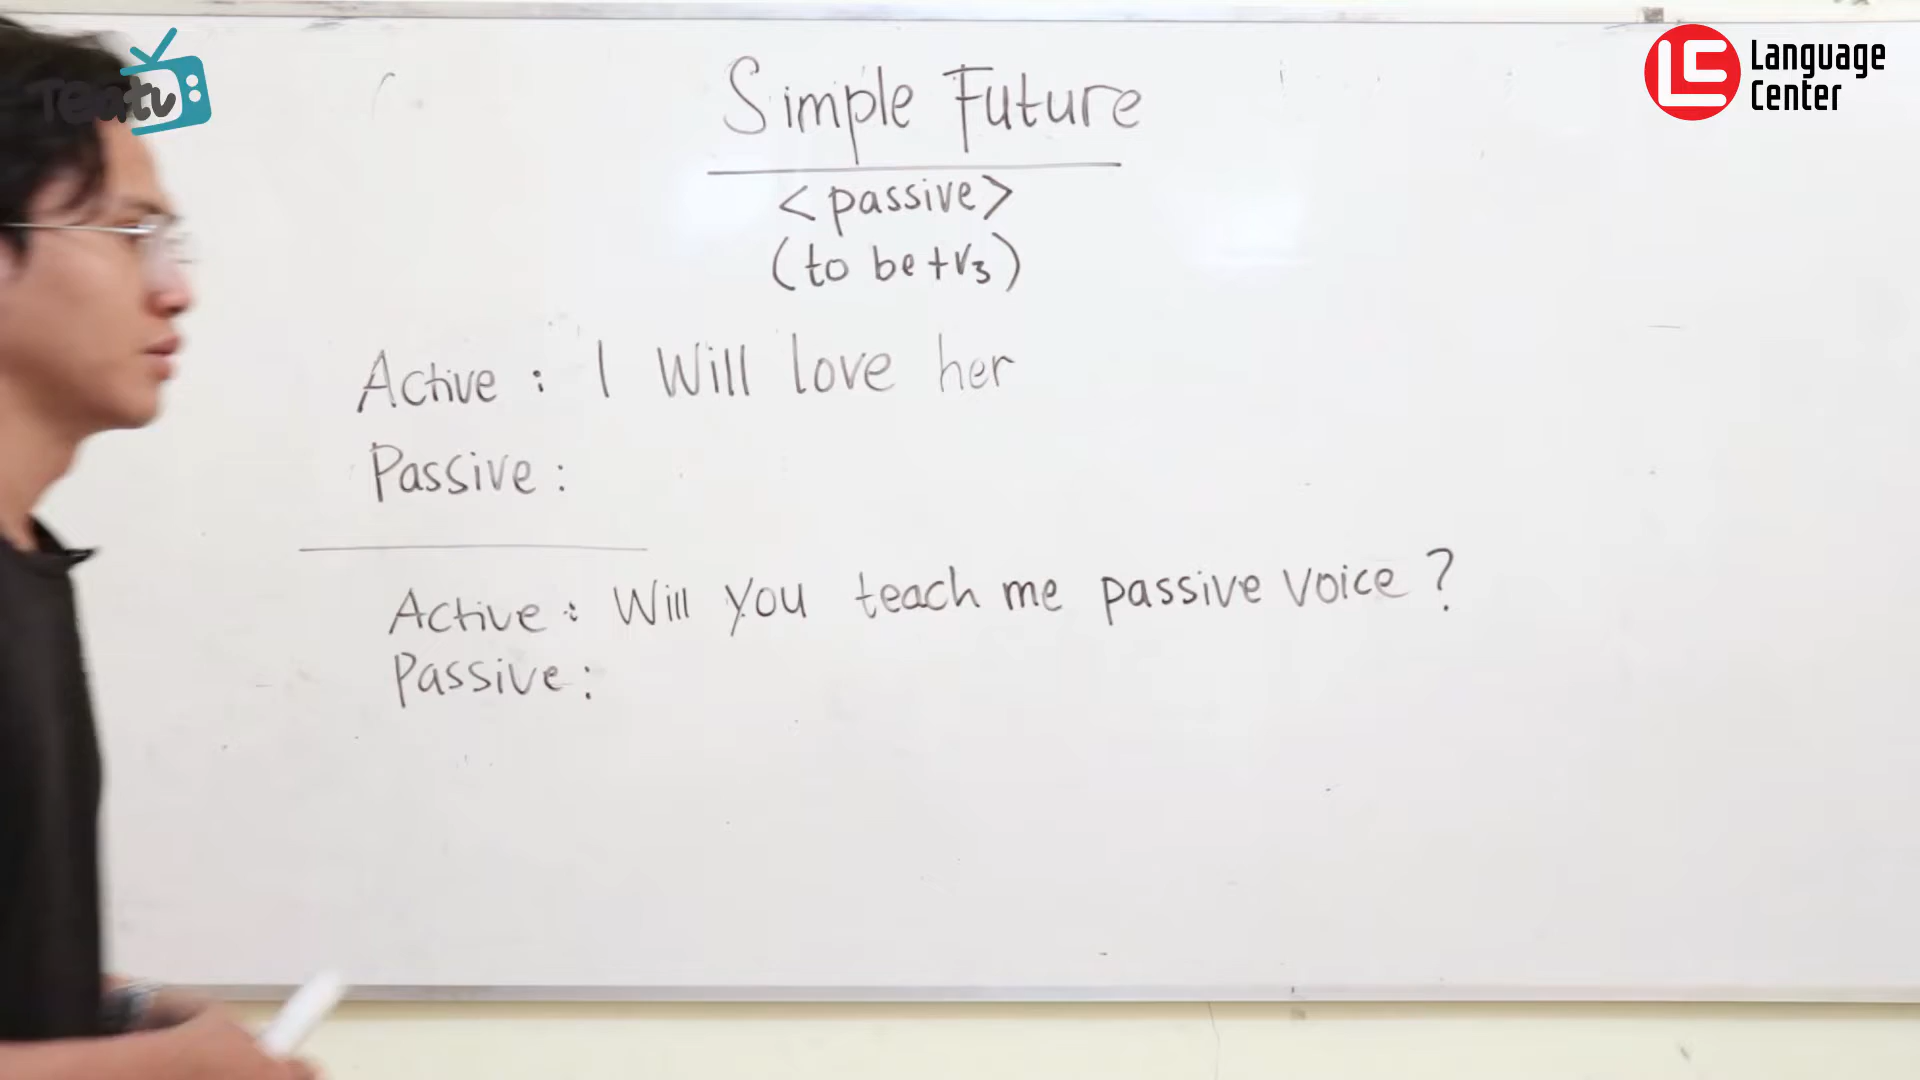 Teatv
Language
Center
Simple Future
<passive>
(to be+V3)
Active : I Will love her
Passive :
Active : Will you teach me passive voice ?
Passive :